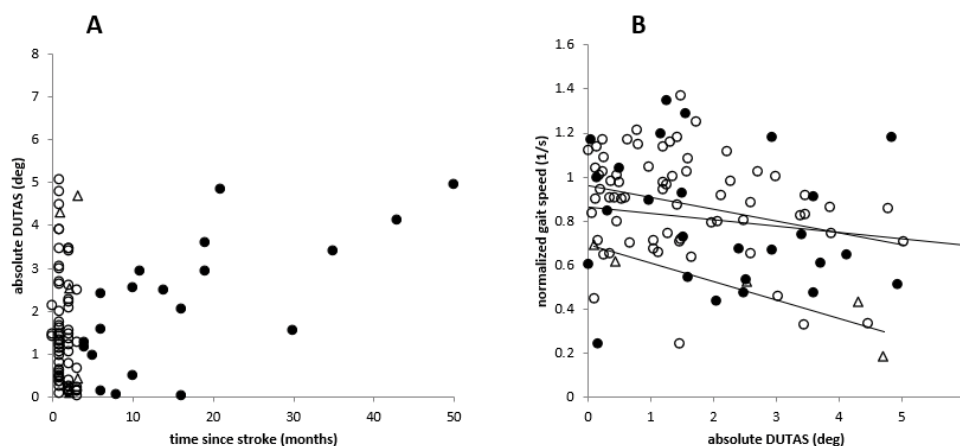 A
B
8
7
6
5
4
3
2
1
0
absolute DUTAS (deg)
0 10 20 30 40 50
time since stroke (months)
1.6
1.4
1.2
1
0.8
0.6
0.4
0.2
0
normalized gait speed (1/s)
0 1 2 3 4 5
absolute DUTAS (deg)